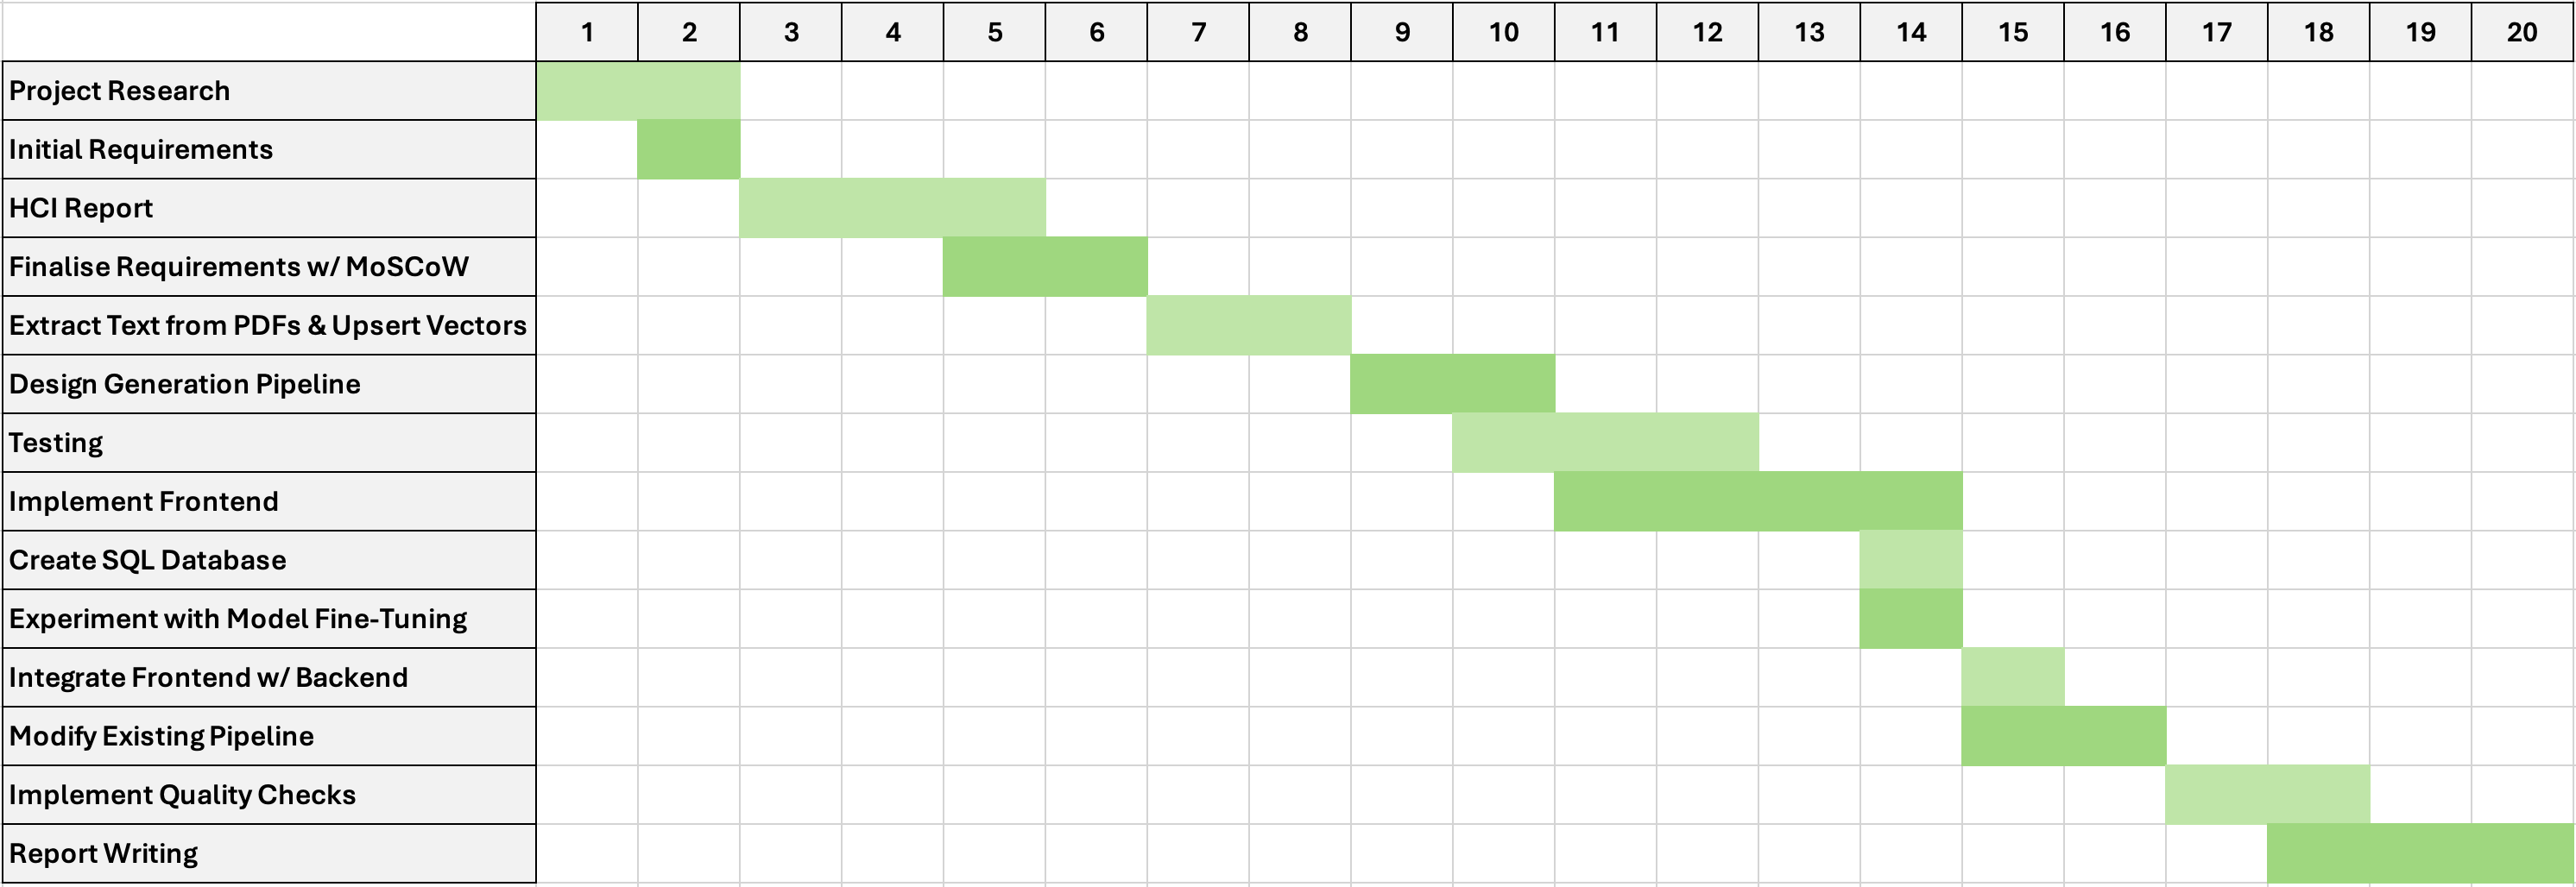 1 2 3 4 5 6 7 8 9 10 11 12 13 14 15 16 17 18 19 20
Project Research
Initial Requirements
HCI Report
Finalise Requirements w/ MoSCoW
Extract Text from PDFs & Upsert Vectors
Design Generation Pipeline
Testing
Implement Frontend
Create SQL Database
Experiment with Model Fine-Tuning
Integrate Frontend w/ Backend
Modify Existing Pipeline
Implement Quality Checks
Report Writing